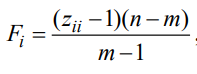 F_i = \frac{(z_{ii} - 1)(n - m)}{m - 1},